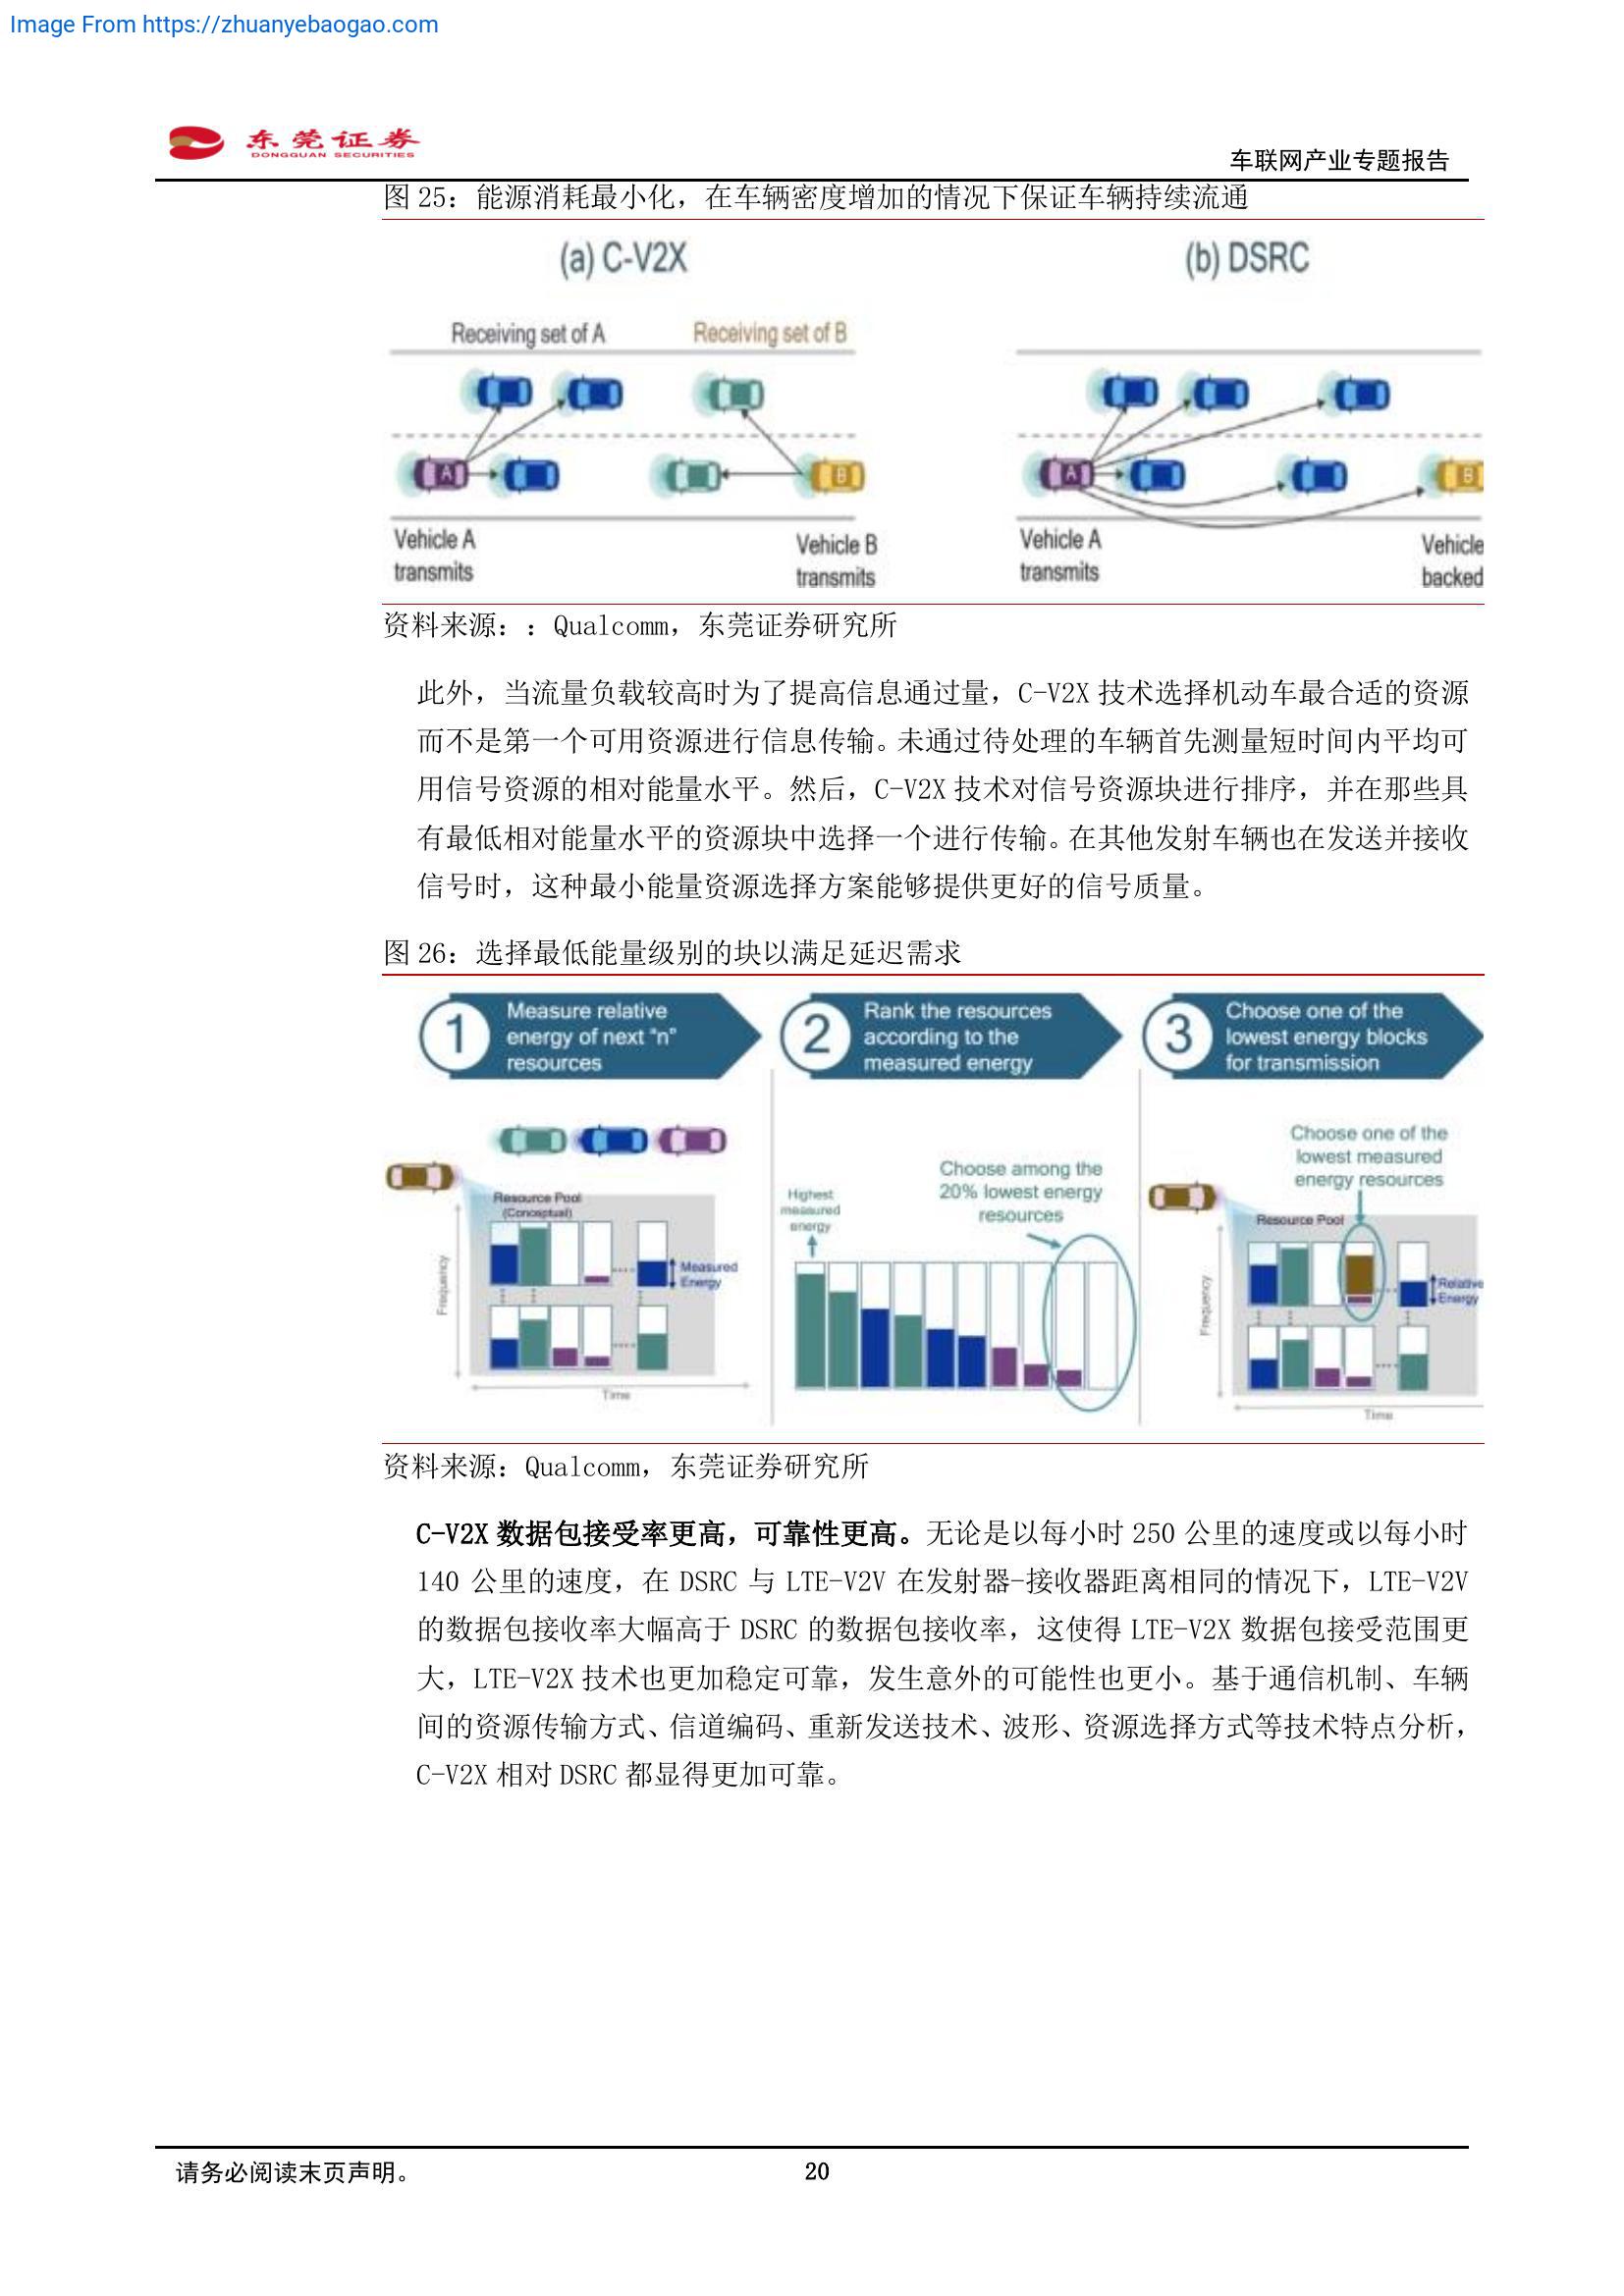 Image From https://zhuanyebaogao.com
东莞证券
DONGGUAN SECURITIES
车联网产业专题报告
图 25：能源消耗最小化，在车辆密度增加的情况下保证车辆持续流通
(a) C-V2X
(b) DSRC
Receiving set of A
Receiving set of B
A
B
A
B
Vehicle A
transmits
Vehicle B
transmits
Vehicle A
transmits
Vehicle
backed
资料来源：：Qualcomm，东莞证券研究所
此外，当流量负载较高时为了提高信息通过量，C-V2X 技术选择机动车最合适的资源
而不是第一个可用资源进行信息传输。未通过待处理的车辆首先测量短时间内平均可
用信号资源的相对能量水平。然后，C-V2X 技术对信号资源块进行排序，并在那些具
有最低相对能量水平的资源块中选择一个进行传输。在其他发射车辆也在发送并接收
信号时，这种最小能量资源选择方案能够提供更好的信号质量。
图 26：选择最低能量级别的块以满足延迟需求
1
Measure relative
energy of next “n”
resources
2
Rank the resources
according to the
measured energy
3
Choose one of the
lowest energy blocks
for transmission
Resource Pool
(Conceptual)
Frequency
Measured
Energy
Time
Highest
measured
energy
Choose among the
20% lowest energy
resources
Choose one of the
lowest measured
energy resources
Resource Pool
Frequency
Relative
Energy
Time
资料来源：Qualcomm，东莞证券研究所
C-V2X 数据包接受率更高，可靠性更高。无论是以每小时 250 公里的速度或以每小时
140 公里的速度，在 DSRC 与 LTE-V2V 在发射器-接收器距离相同的情况下，LTE-V2V
的数据包接收率大幅高于 DSRC 的数据包接收率，这使得 LTE-V2X 数据包接受范围更
大，LTE-V2X 技术也更加稳定可靠，发生意外的可能性也更小。基于通信机制、车辆
间的资源传输方式、信道编码、重新发送技术、波形、资源选择方式等技术特点分析，
C-V2X 相对 DSRC 都显得更加可靠。
请务必阅读末页声明。
20